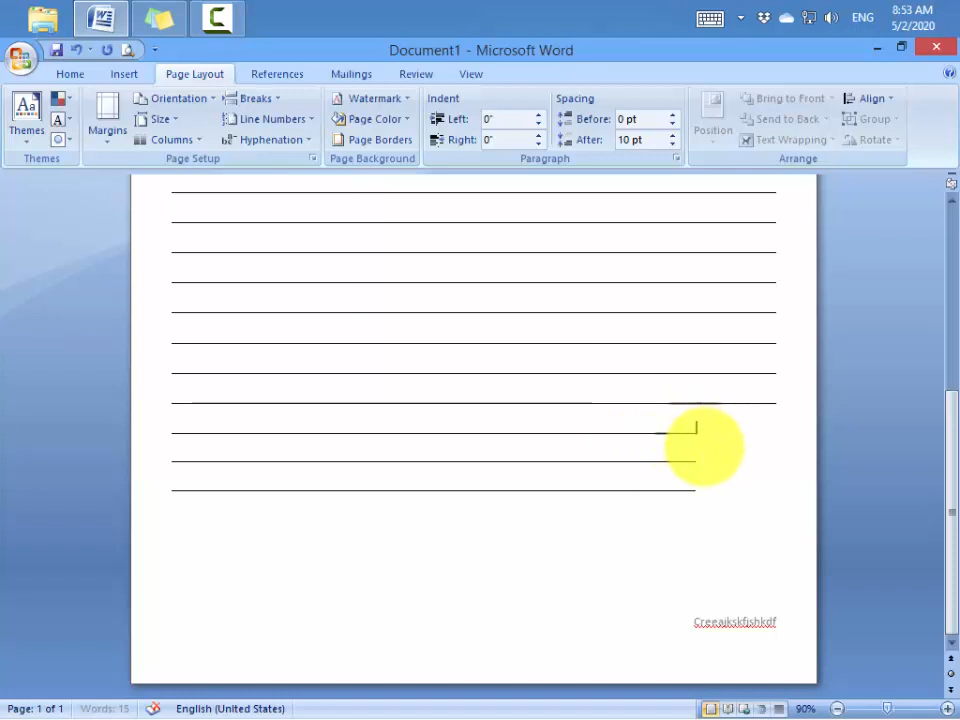 8:53 AM
ENG
5/2/2020
Document1 - Microsoft Word
Home Insert Page Layout References Mailings Review View
Aa Orientation Breaks Watermark Indent Spacing Bring to Front Align
Themes Margins Size Line Numbers Page Color Left: 0" Before: 0 pt Position Send to Back Group
Columns Hyphenation Page Borders Right: 0" After: 10 pt Text Wrapping Rotate
Themes Page Setup Page Background Paragraph Arrange
Page: 1 of 1 Words: 15 English (United States) 90%